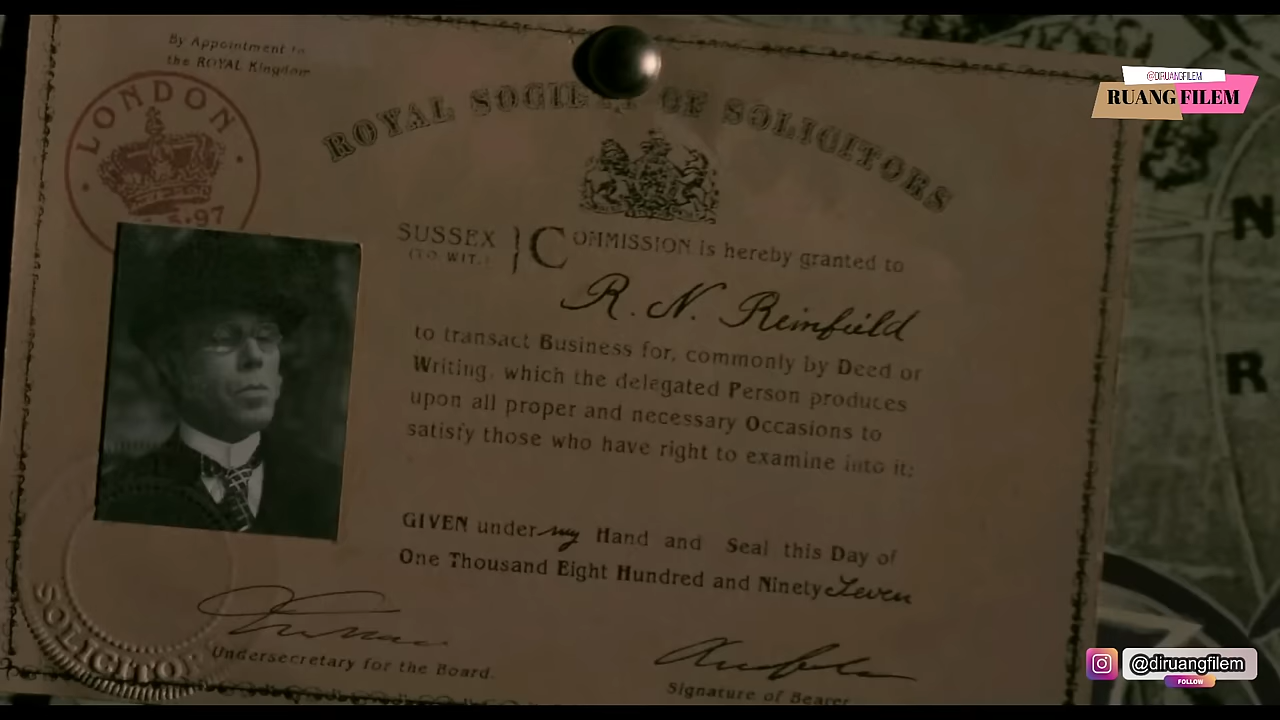 By Appointment to
the ROYAL Kingdom
LONDON
.97
ROYAL SOCIETY OF SOLICITORS
SUSSEX
(TO WIT.)
COMMISSION is hereby granted to
R. N. Reinfield
to transact Business for, commonly by Deed or
Writing, which the delegated Person produces
upon all proper and necessary Occasions to
satisfy those who have right to examine into it;
GIVEN under my Hand and Seal this Day of
One Thousand Eight Hundred and Ninety Seven
Undersecretary for the Board.
Signature of Bearer
SOLICITO
N
R
@DIRUANGFILEM
RUANG FILEM
@diruangfilem
FOLLOW